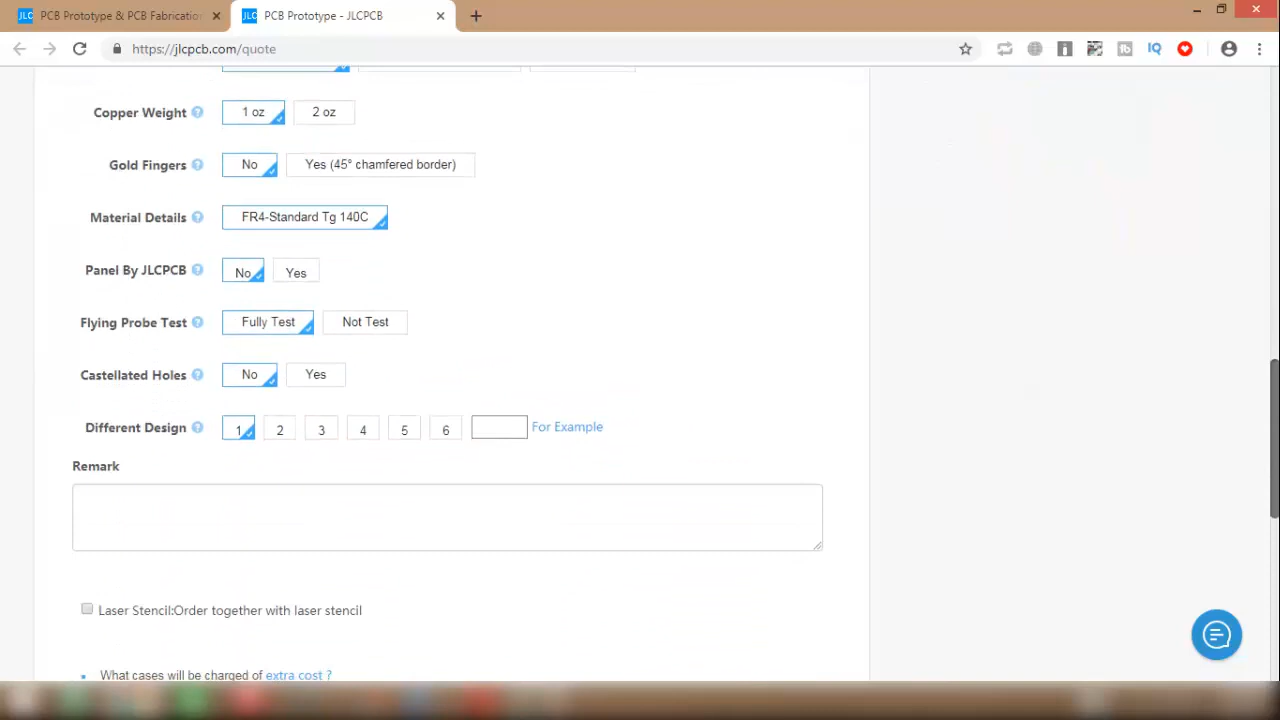 JLC PCB Prototype & PCB Fabricatio
JLC PCB Prototype - JLCPCB
https://jlcpcb.com/quote
IQ
Copper Weight ? 1 oz 2 oz
Gold Fingers ? No Yes (45° chamfered border)
Material Details ? FR4-Standard Tg 140C
Panel By JLCPCB ? No Yes
Flying Probe Test ? Fully Test Not Test
Castellated Holes ? No Yes
Different Design ? 1 2 3 4 5 6 For Example
Remark
Laser Stencil:Order together with laser stencil
What cases will be charged of extra cost ?